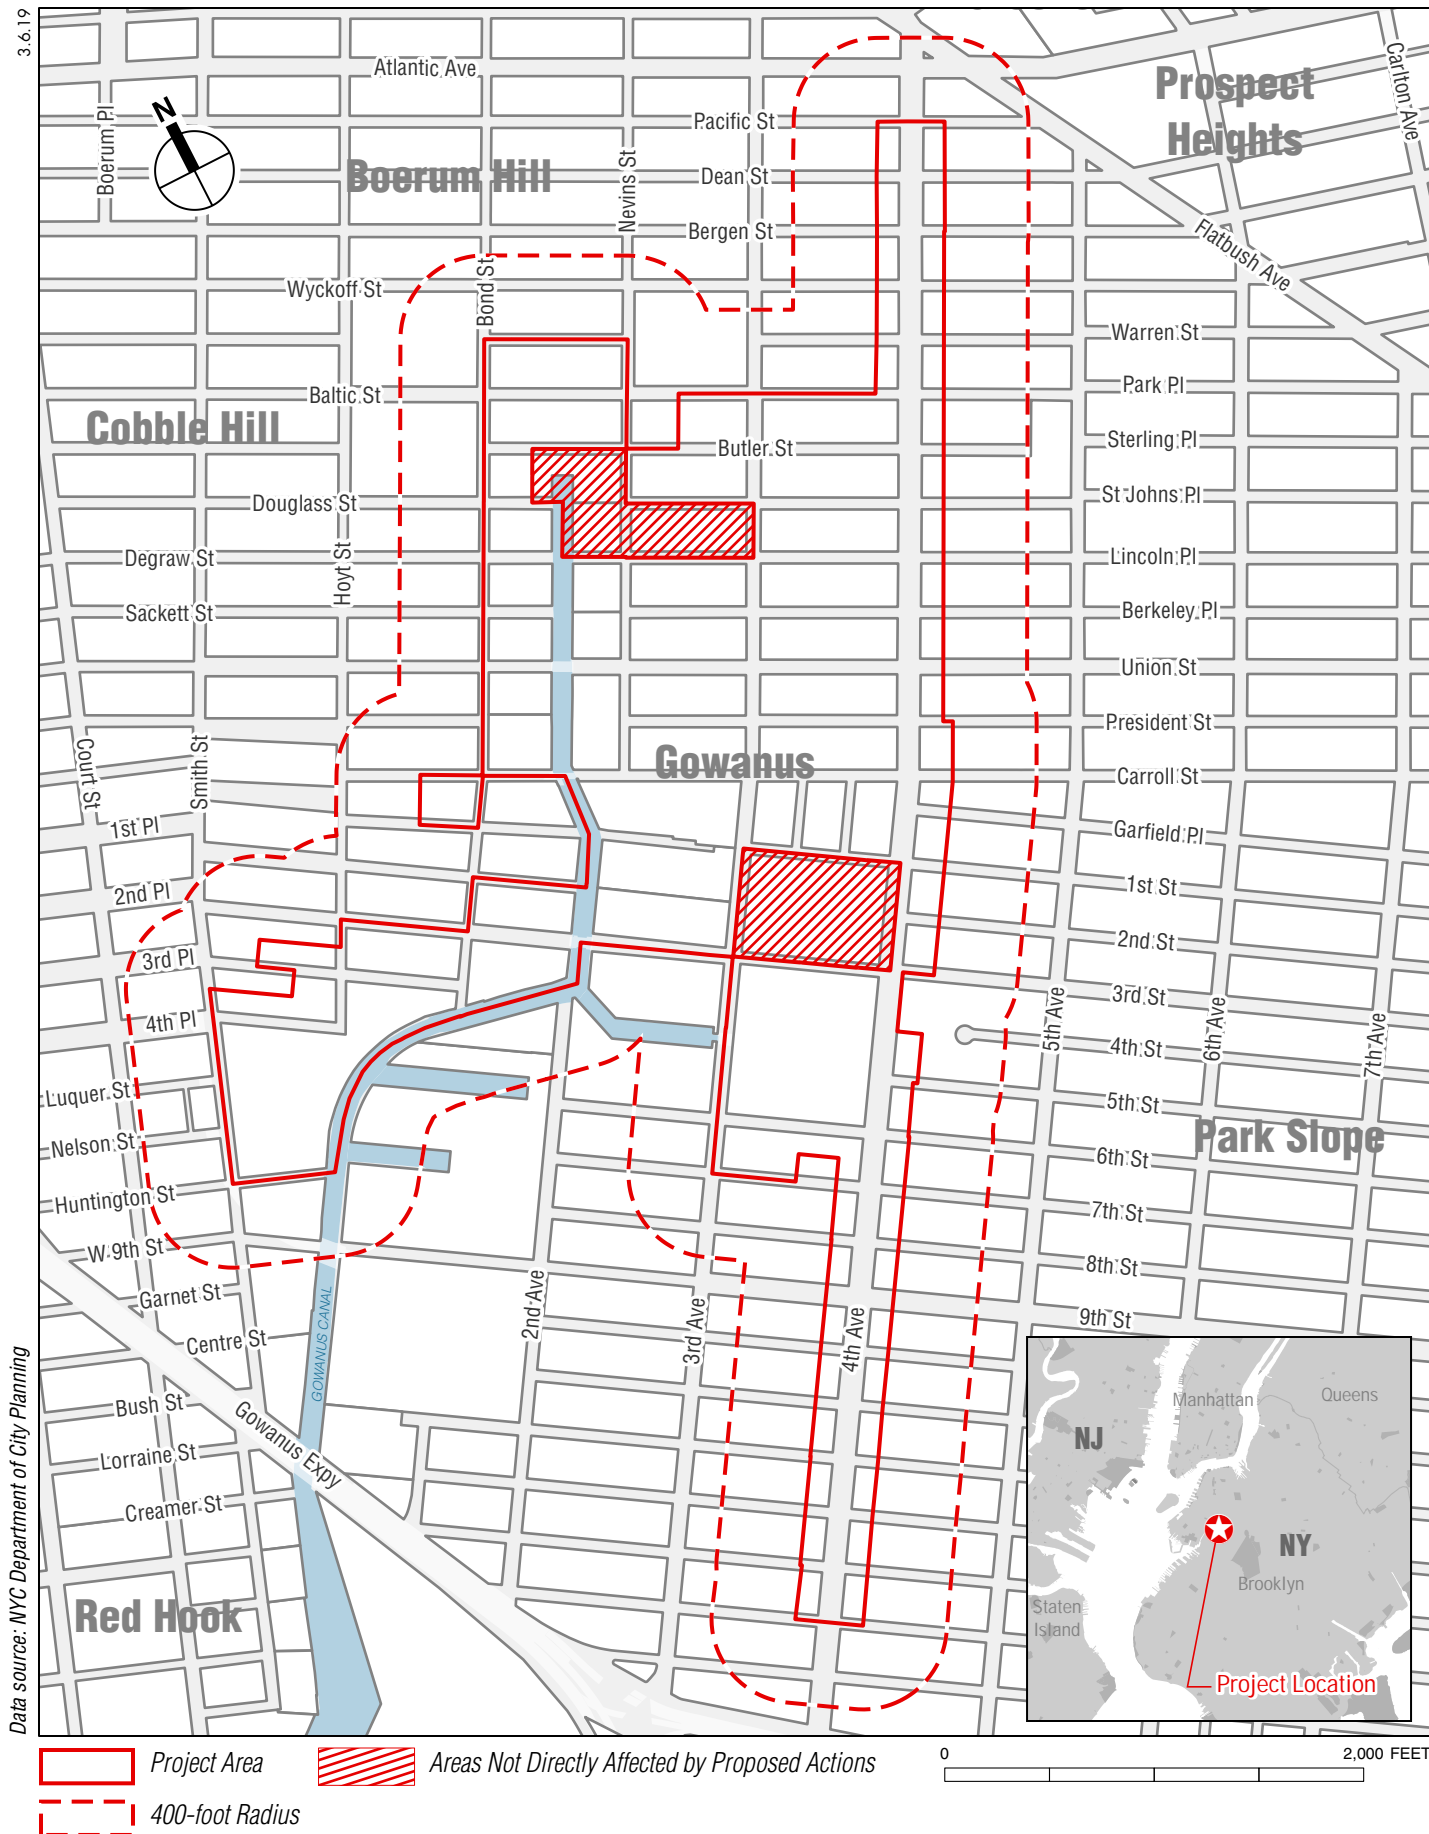 3.6.19
Atlantic Ave
Carlton Ave
Prospect
Heights
N
Boerum Pl
Pacific St
Boerum Hill
Nevins St
Dean St
Bergen St
Flatbush Ave
Wyckoff St
Bond St
Warren St
Baltic St
Park Pl
Cobble Hill
Butler St
Sterling Pl
Douglass St
St Johns Pl
Degraw St
Hoyt St
Lincoln Pl
Sackett St
Berkeley Pl
Union St
President St
Court St
Smith St
Gowanus
Carroll St
1st Pl
Garfield Pl
2nd Pl
1st St
3rd Pl
2nd St
4th Pl
3rd St
5th Ave
6th Ave
7th Ave
4th St
Luquer St
5th St
Nelson St
Park Slope
6th St
Huntington St
7th St
W 9th St
8th St
Garnet St
2nd Ave
3rd Ave
4th Ave
9th St
Centre St
GOWANUS CANAL
Bush St
Gowanus Expy
Lorraine St
Creamer St
Red Hook
Manhattan
Queens
NJ
NY
Brooklyn
Staten
Island
Project Location
Data source: NYC Department of City Planning
Project Area
Areas Not Directly Affected by Proposed Actions
0
2,000 FEET
400-foot Radius